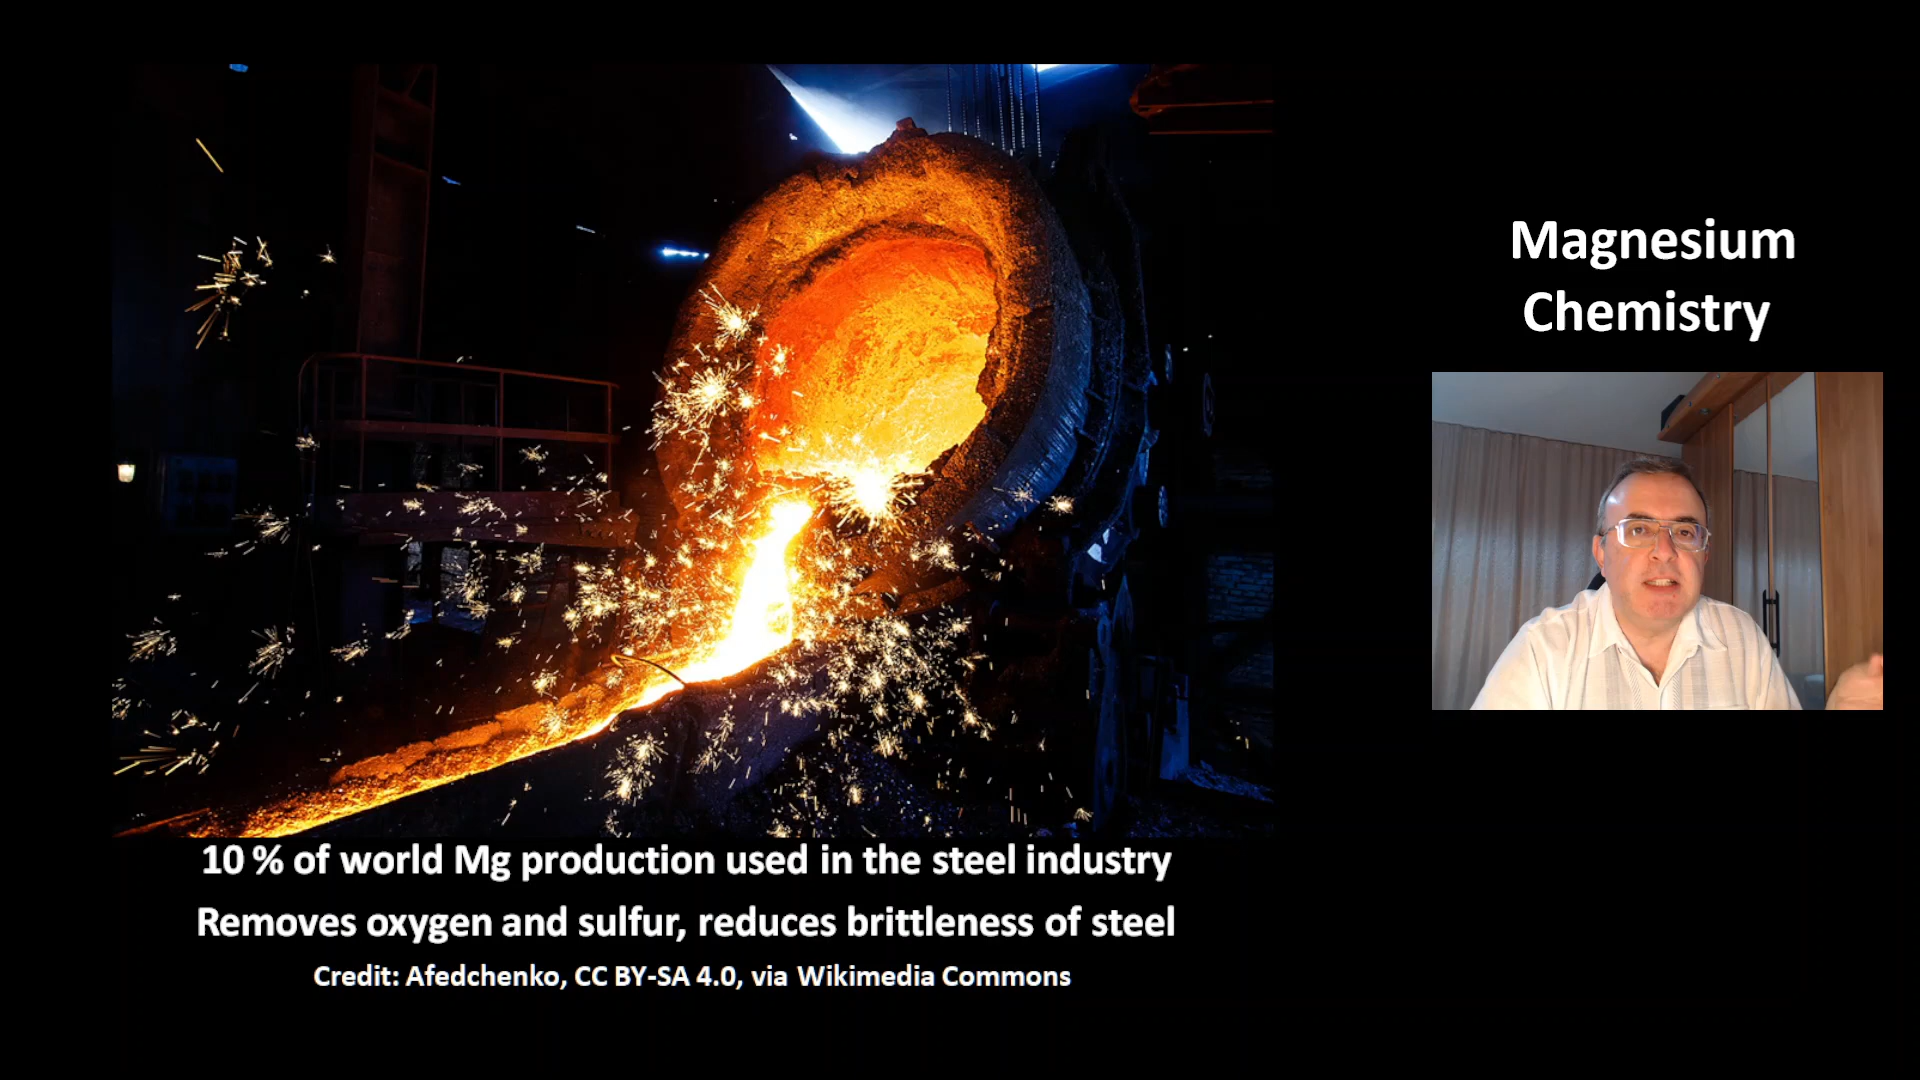 Magnesium
Chemistry
10 % of world Mg production used in the steel industry
Removes oxygen and sulfur, reduces brittleness of steel
Credit: Afedchenko, CC BY-SA 4.0, via Wikimedia Commons